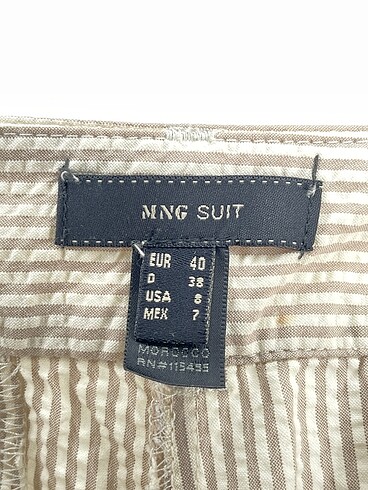 MNG SUIT
EUR 40
D 38
USA 8
MEX 7
MOROCCO
RN#115455